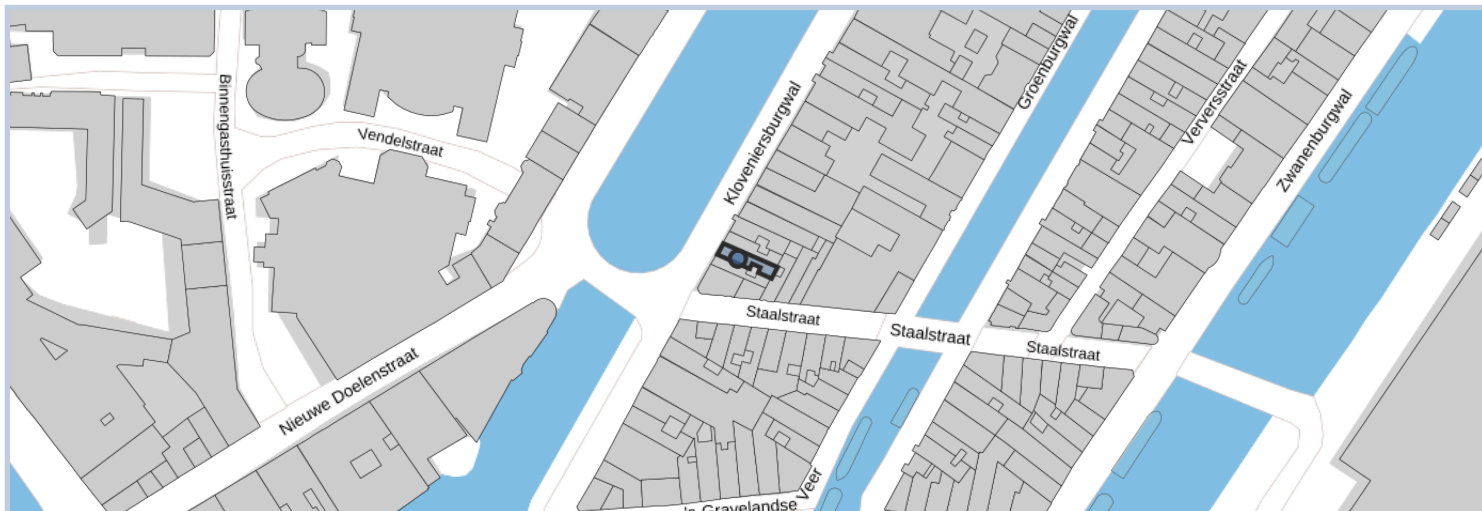 Binnengasthuisstraat
Vendelstraat
Nieuwe Doelenstraat
Kloveniersburgwal
Groenburgwal
Verversstraat
Zwanenburgwal
Staalstraat
Staalstraat
Staalstraat
's-Gravelandse
Veer